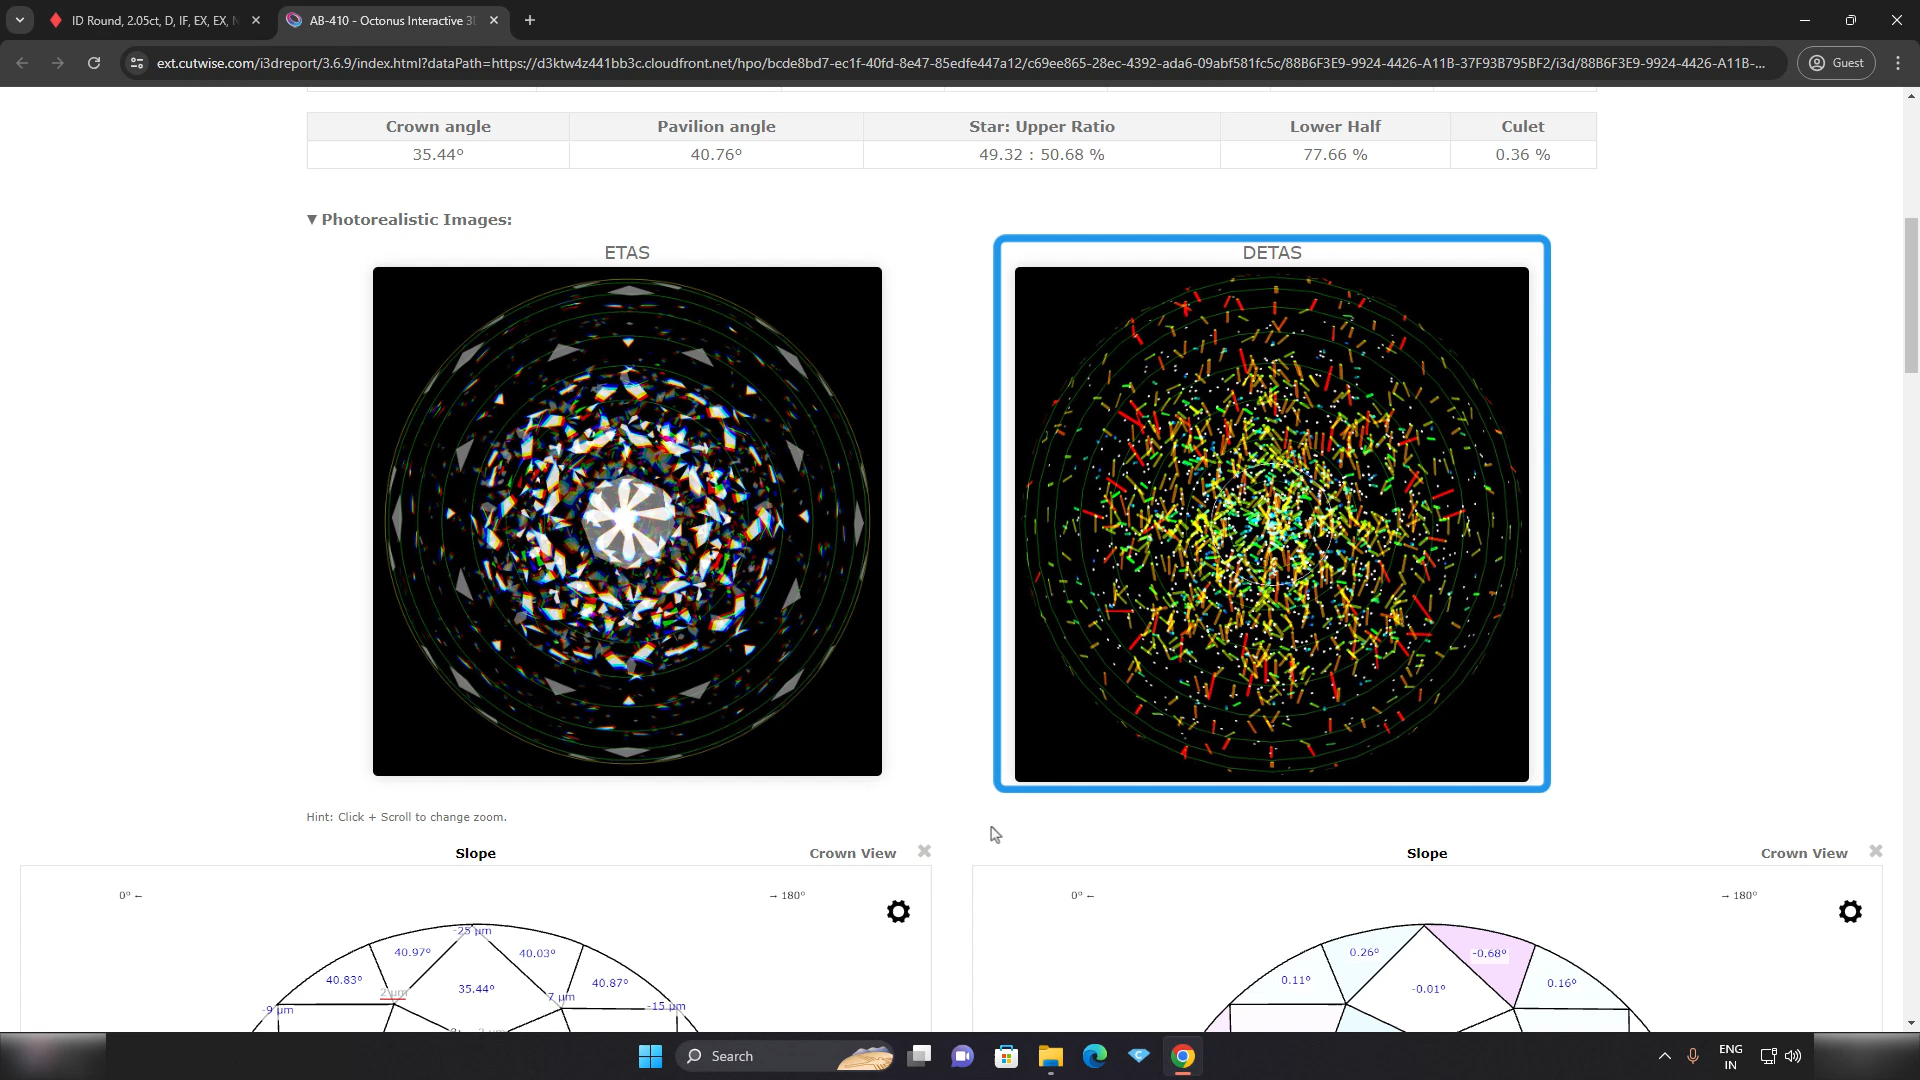 ID Round, 2.05ct, D, IF, EX, EX, N
AB-410 - Octonus Interactive 3D
ext.cutwise.com/i3dreport/3.6.9/index.html?dataPath=https://d3ktw4z441bb3c.cloudfront.net/hpo/bcde8bd7-ec1f-40fd-8e47-85edfe447a12/c69ee865-28ec-4392-ada6-09abf581fc5c/88B6F3E9-9924-4426-A11B-37F93B795BF2/i3d/88B6F3E9-9924-4426-A11B-...
Guest
Crown angle Pavilion angle Star: Upper Ratio Lower Half Culet
35.44° 40.76° 49.32 : 50.68 % 77.66 % 0.36 %
▼ Photorealistic Images:
ETAS DETAS
Hint: Click + Scroll to change zoom.
Slope Crown View Slope Crown View
0° ← → 180° 0° ← → 180°
-25 μm
40.97° 40.03° 0.26° -0.68°
40.83° 40.87° 0.11° 0.16°
35.44° -0.01°
2 μm 7 μm
-9 μm -15 μm
Search
ENG
IN